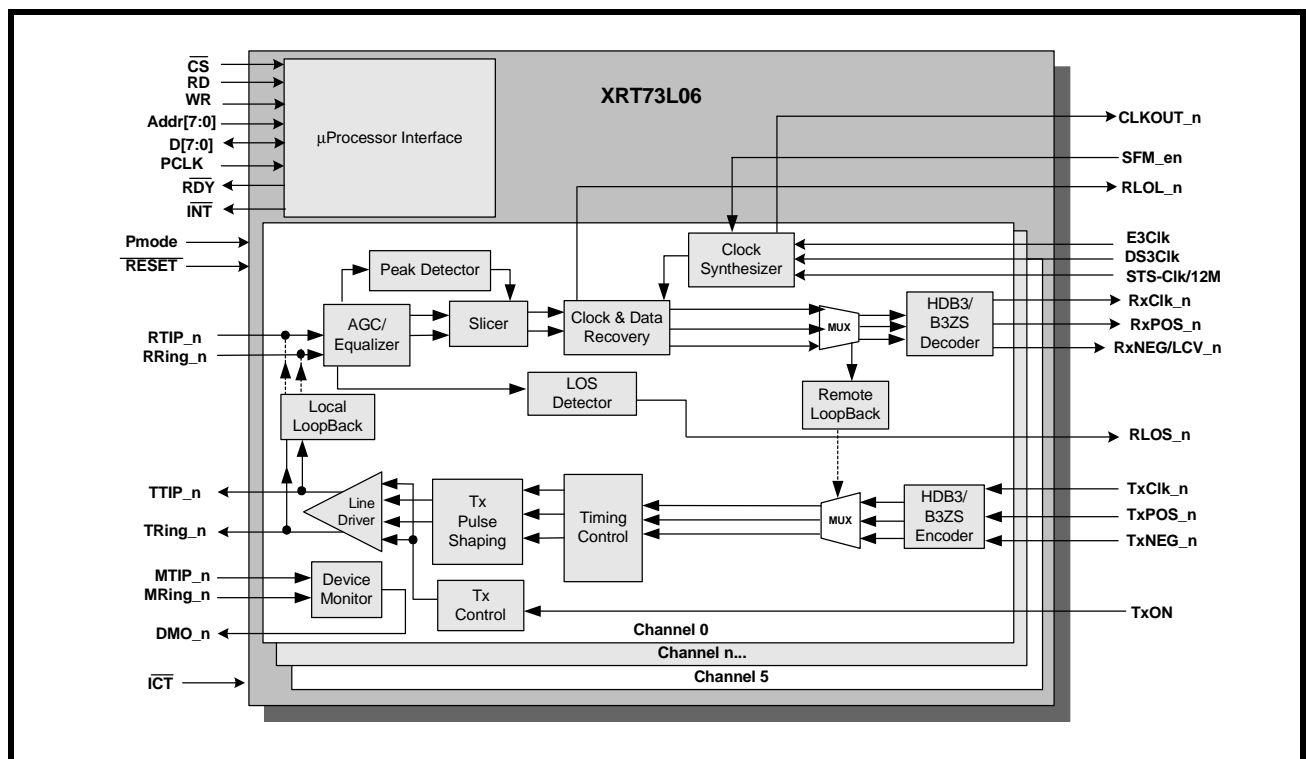 XRT73L06
CS
RD
WR
Addr[7:0]
D[7:0]
PCLK
RDY
INT
µProcessor Interface
Pmode
RESET
CLKOUT_n
SFM_en
RLOL_n
E3Clk
DS3Clk
STS-Clk/12M
Clock
Synthesizer
Peak Detector
RTIP_n
RRing_n
AGC/
Equalizer
Slicer
Clock & Data
Recovery
MUX
HDB3/
B3ZS
Decoder
RxClk_n
RxPOS_n
RxNEG/LCV_n
LOS
Detector
Remote
LoopBack
Local
LoopBack
RLOS_n
TTIP_n
TRing_n
Line
Driver
Tx
Pulse
Shaping
Timing
Control
MUX
HDB3/
B3ZS
Encoder
TxClk_n
TxPOS_n
TxNEG_n
MTIP_n
MRing_n
Device
Monitor
DMO_n
Tx
Control
TxON
Channel 0
Channel n...
Channel 5
ICT